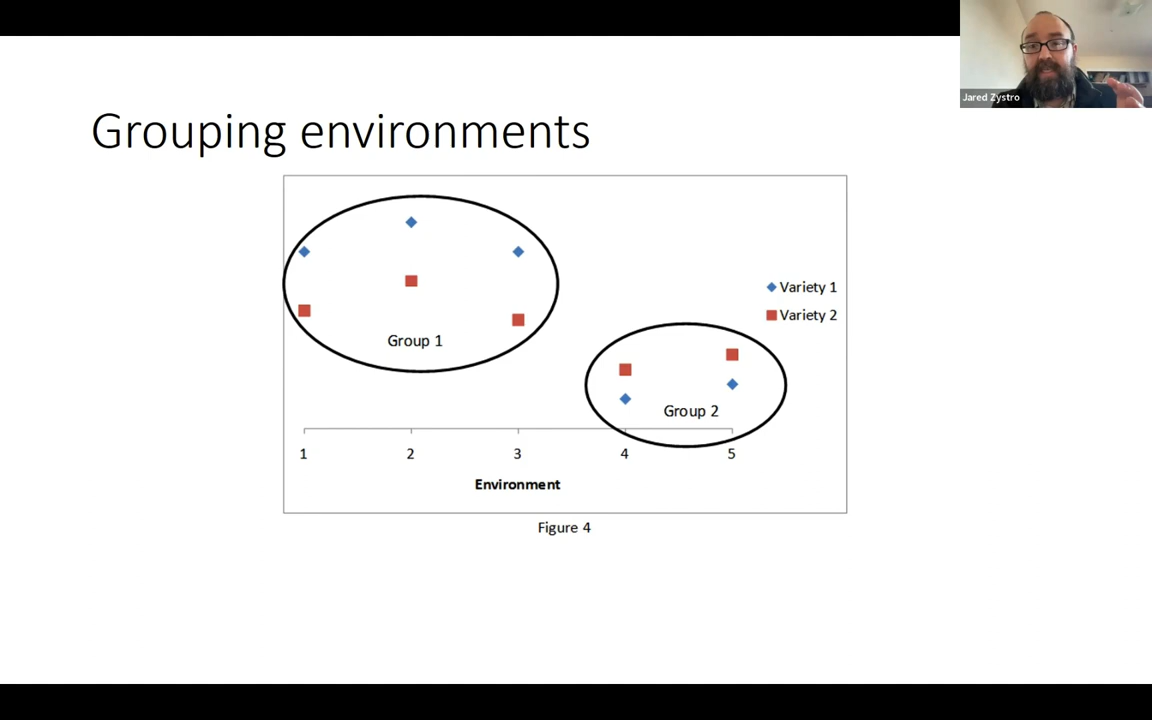 Jared Zystro
Grouping environments
Variety 1
Variety 2
Group 1
Group 2
1 2 3 4 5
Environment
Figure 4